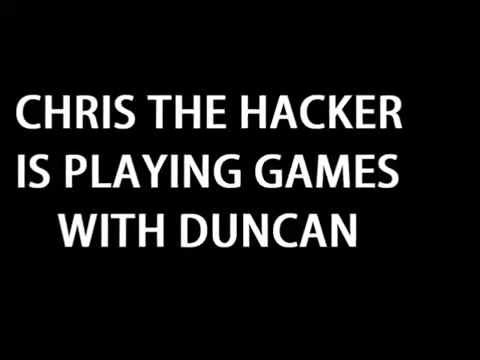 CHRIS THE HACKER
IS PLAYING GAMES
WITH DUNCAN